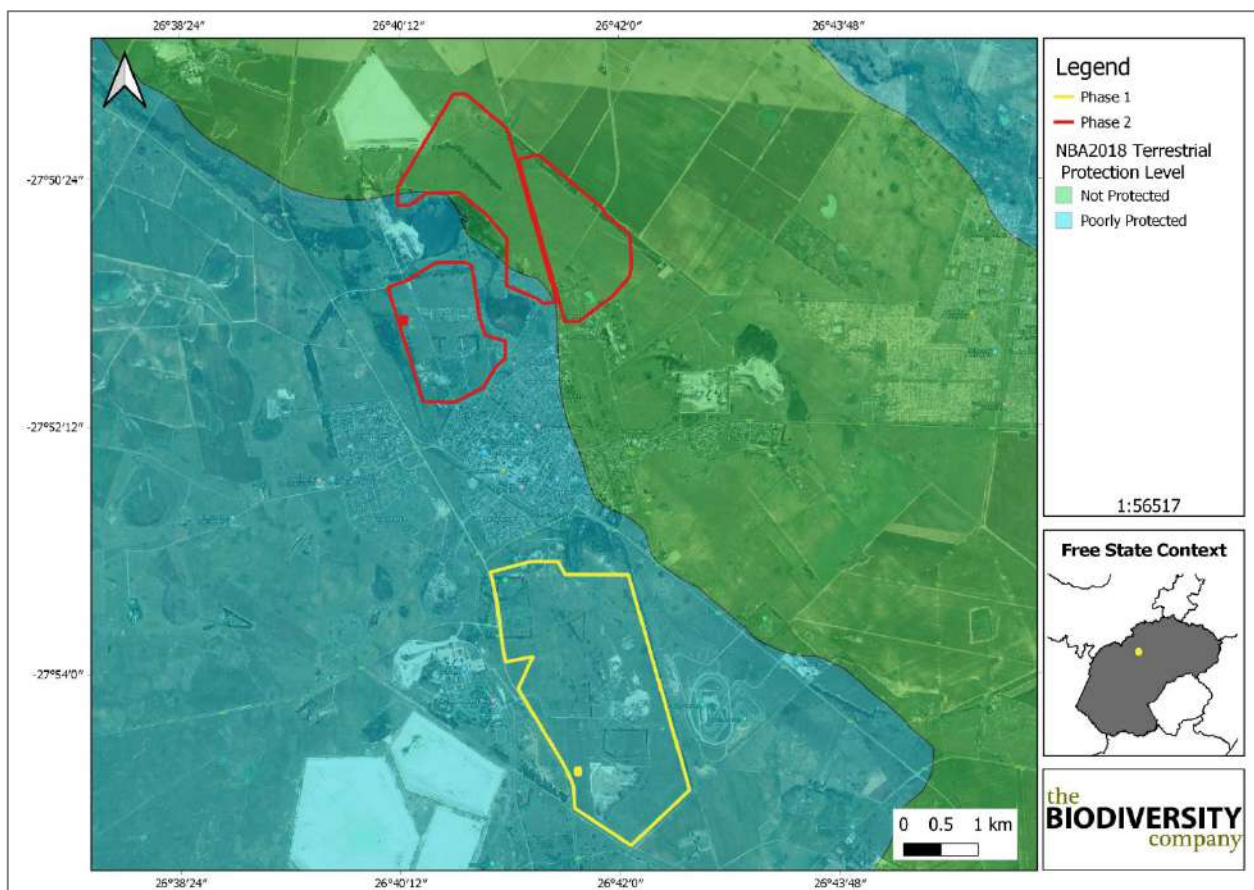 26°38′24″
26°40′12″
26°42′0″
26°43′48″
-27°50′24″
-27°52′12″
-27°54′0″
Legend
Phase 1
Phase 2
NBA2018 Terrestrial
Protection Level
Not Protected
Poorly Protected
1:56517
Free State Context
0 0.5 1 km
the
BIODIVERSITY
company
26°38′24″
26°40′12″
26°42′0″
26°43′48″